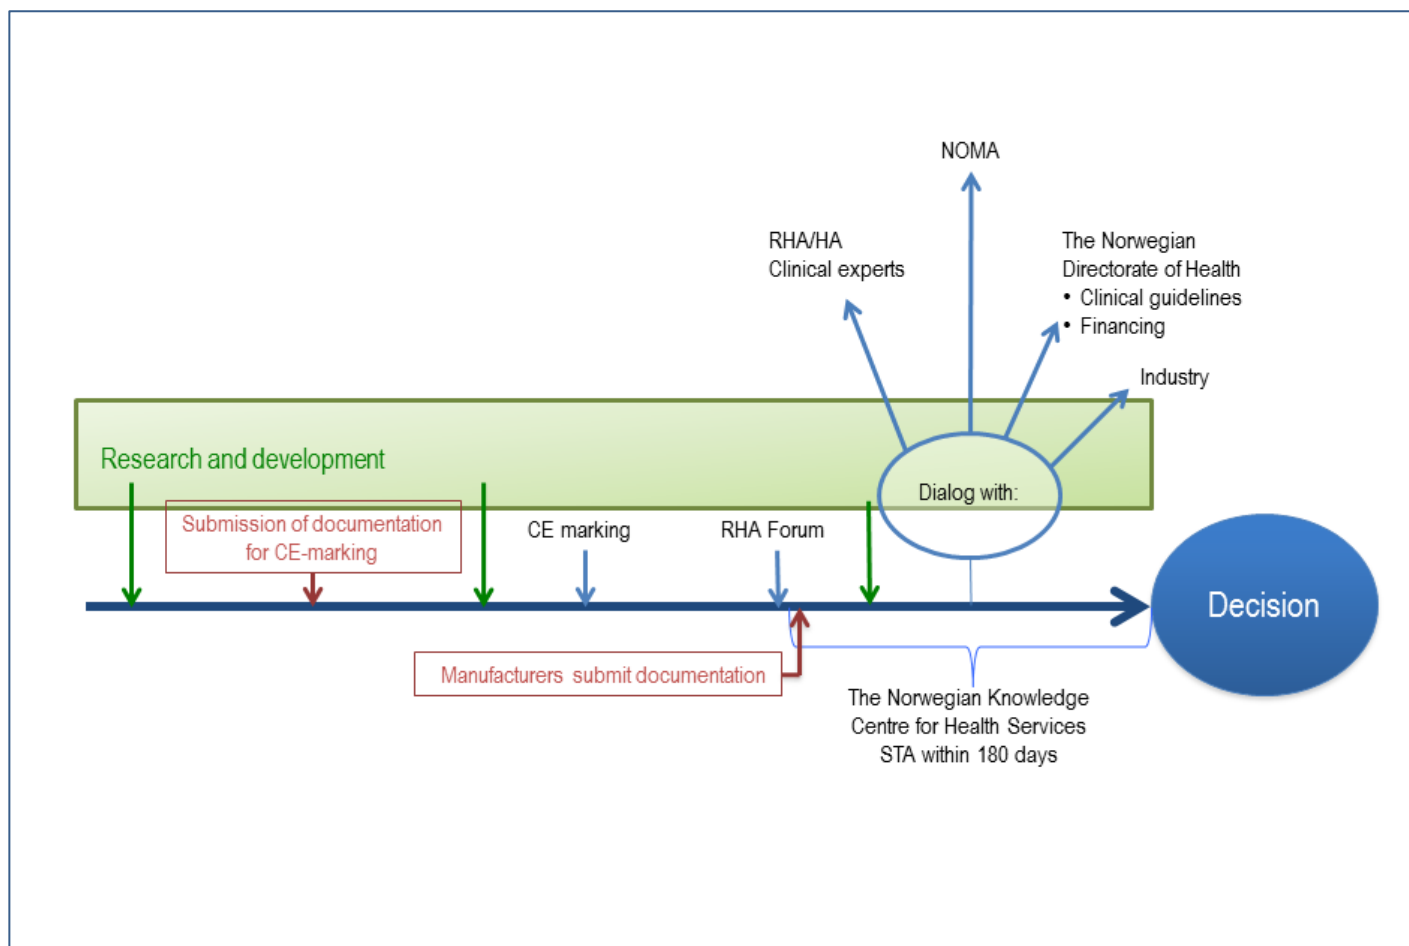 NOMA
RHA/HA
Clinical experts
The Norwegian
Directorate of Health
• Clinical guidelines
• Financing
Industry
Research and development
Dialog with:
Submission of documentation
for CE-marking
CE marking
RHA Forum
Decision
Manufacturers submit documentation
The Norwegian Knowledge
Centre for Health Services
STA within 180 days